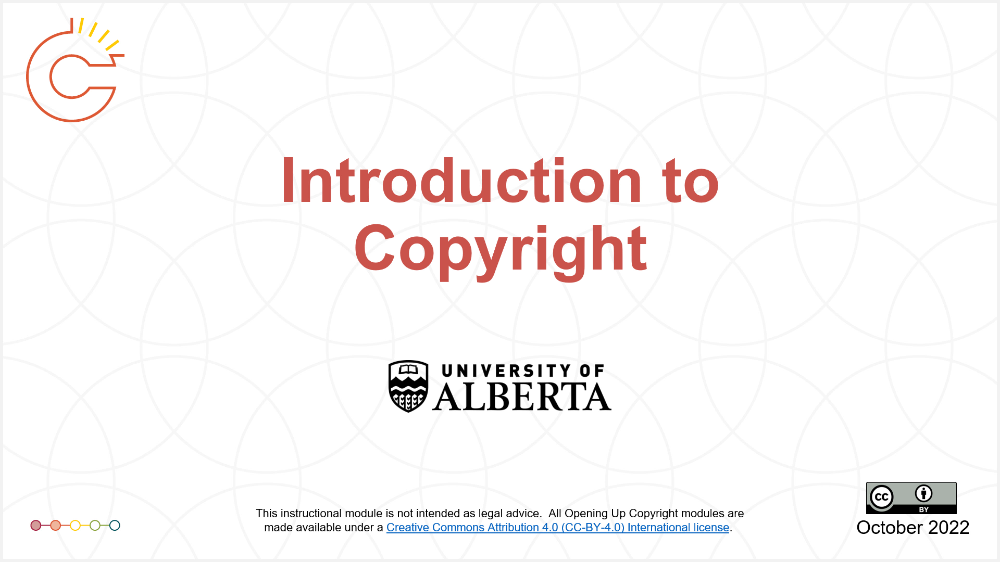 Introduction to
Copyright
UNIVERSITY OF
ALBERTA
This instructional module is not intended as legal advice.  All Opening Up Copyright modules are
made available under a Creative Commons Attribution 4.0 (CC-BY-4.0) International license.
CC
BY
October 2022